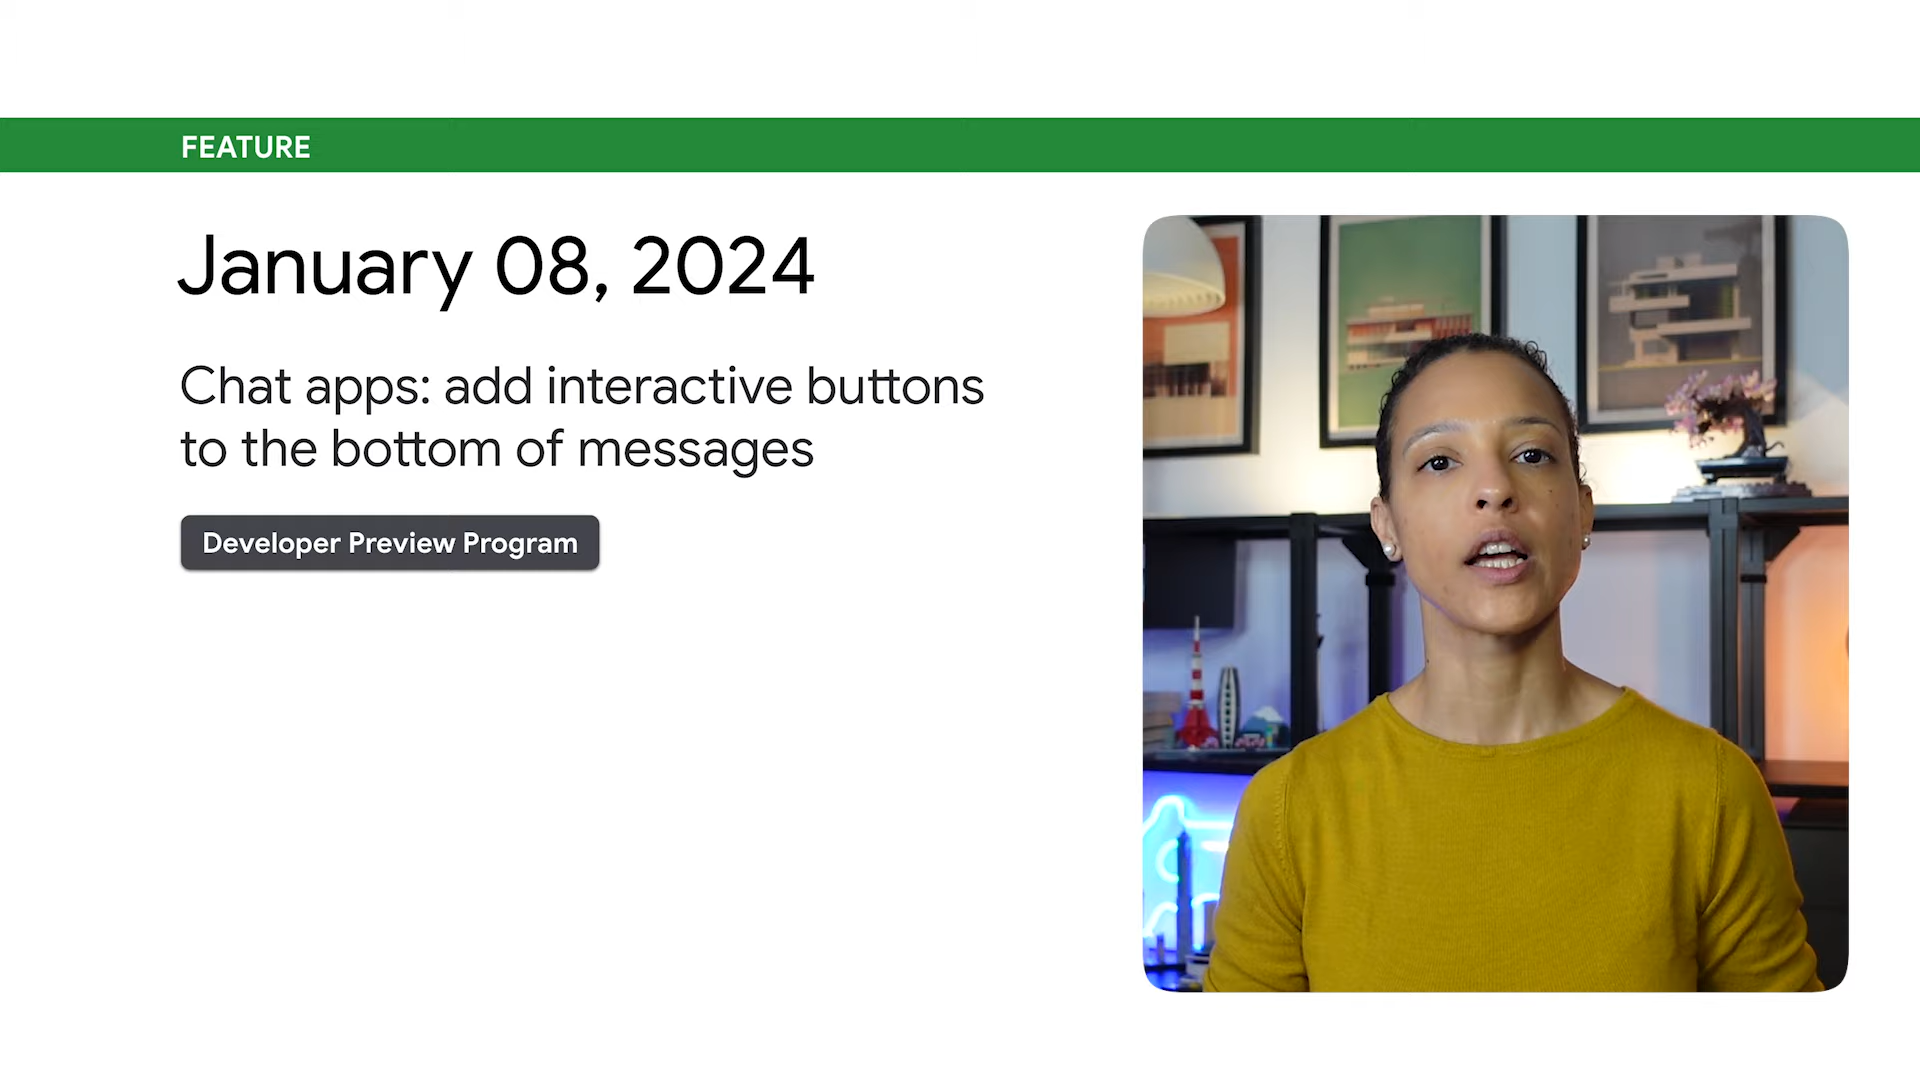 FEATURE
January 08, 2024
Chat apps: add interactive buttons
to the bottom of messages
Developer Preview Program